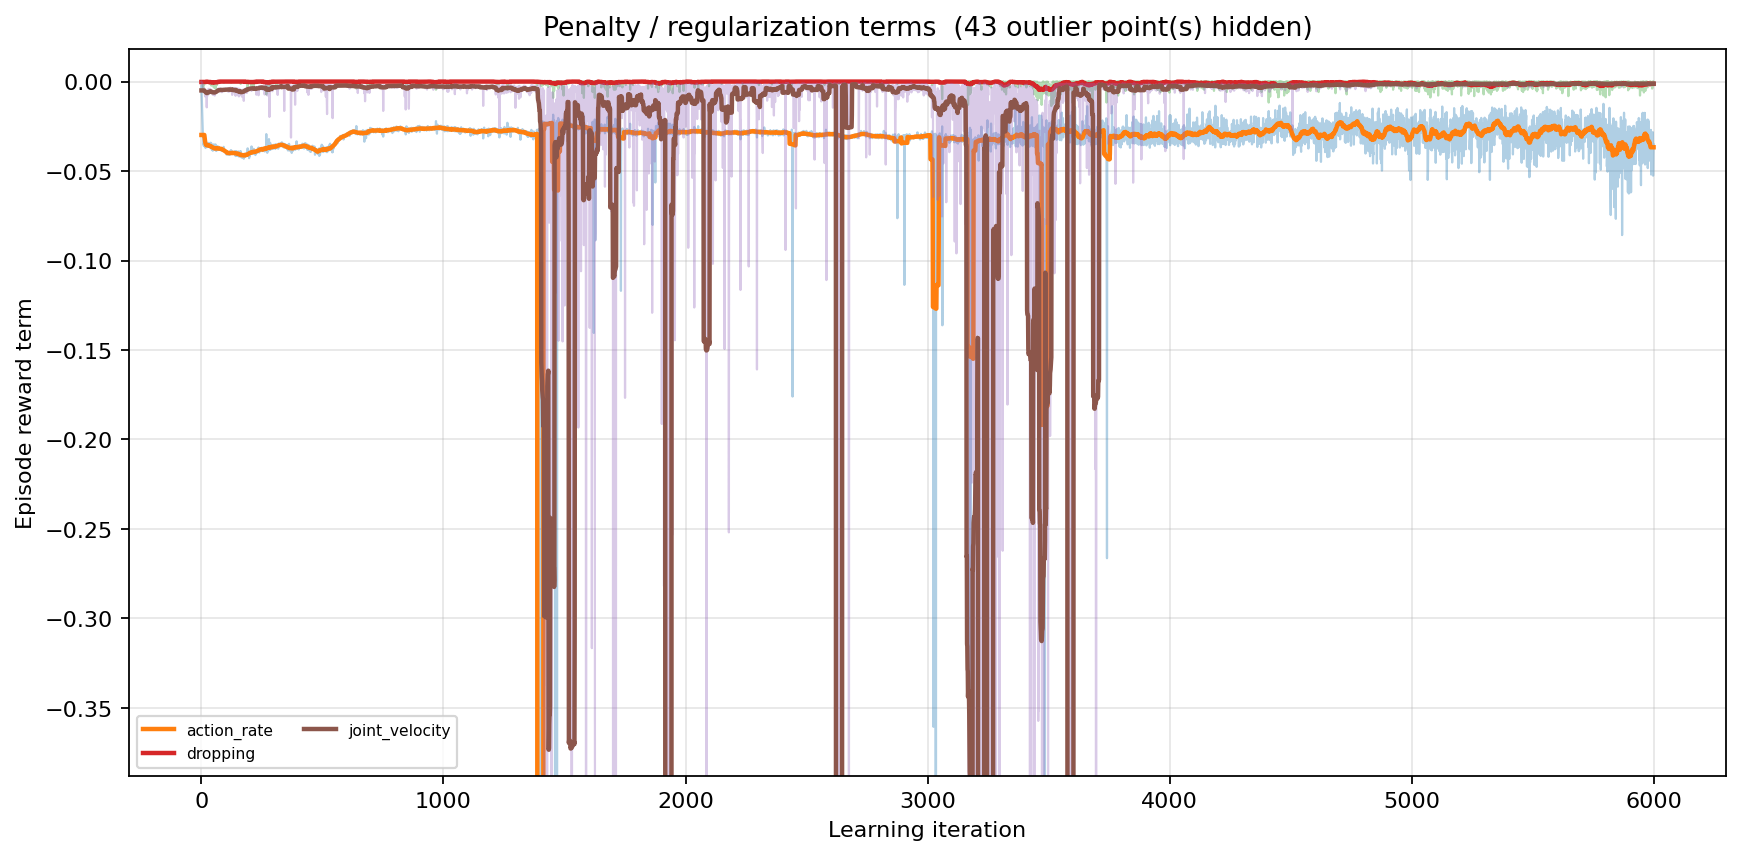 Penalty / regularization terms  (43 outlier point(s) hidden)
Episode reward term
0.00
−0.05
−0.10
−0.15
−0.20
−0.25
−0.30
−0.35
action_rate
dropping
joint_velocity
0 1000 2000 3000 4000 5000 6000
Learning iteration